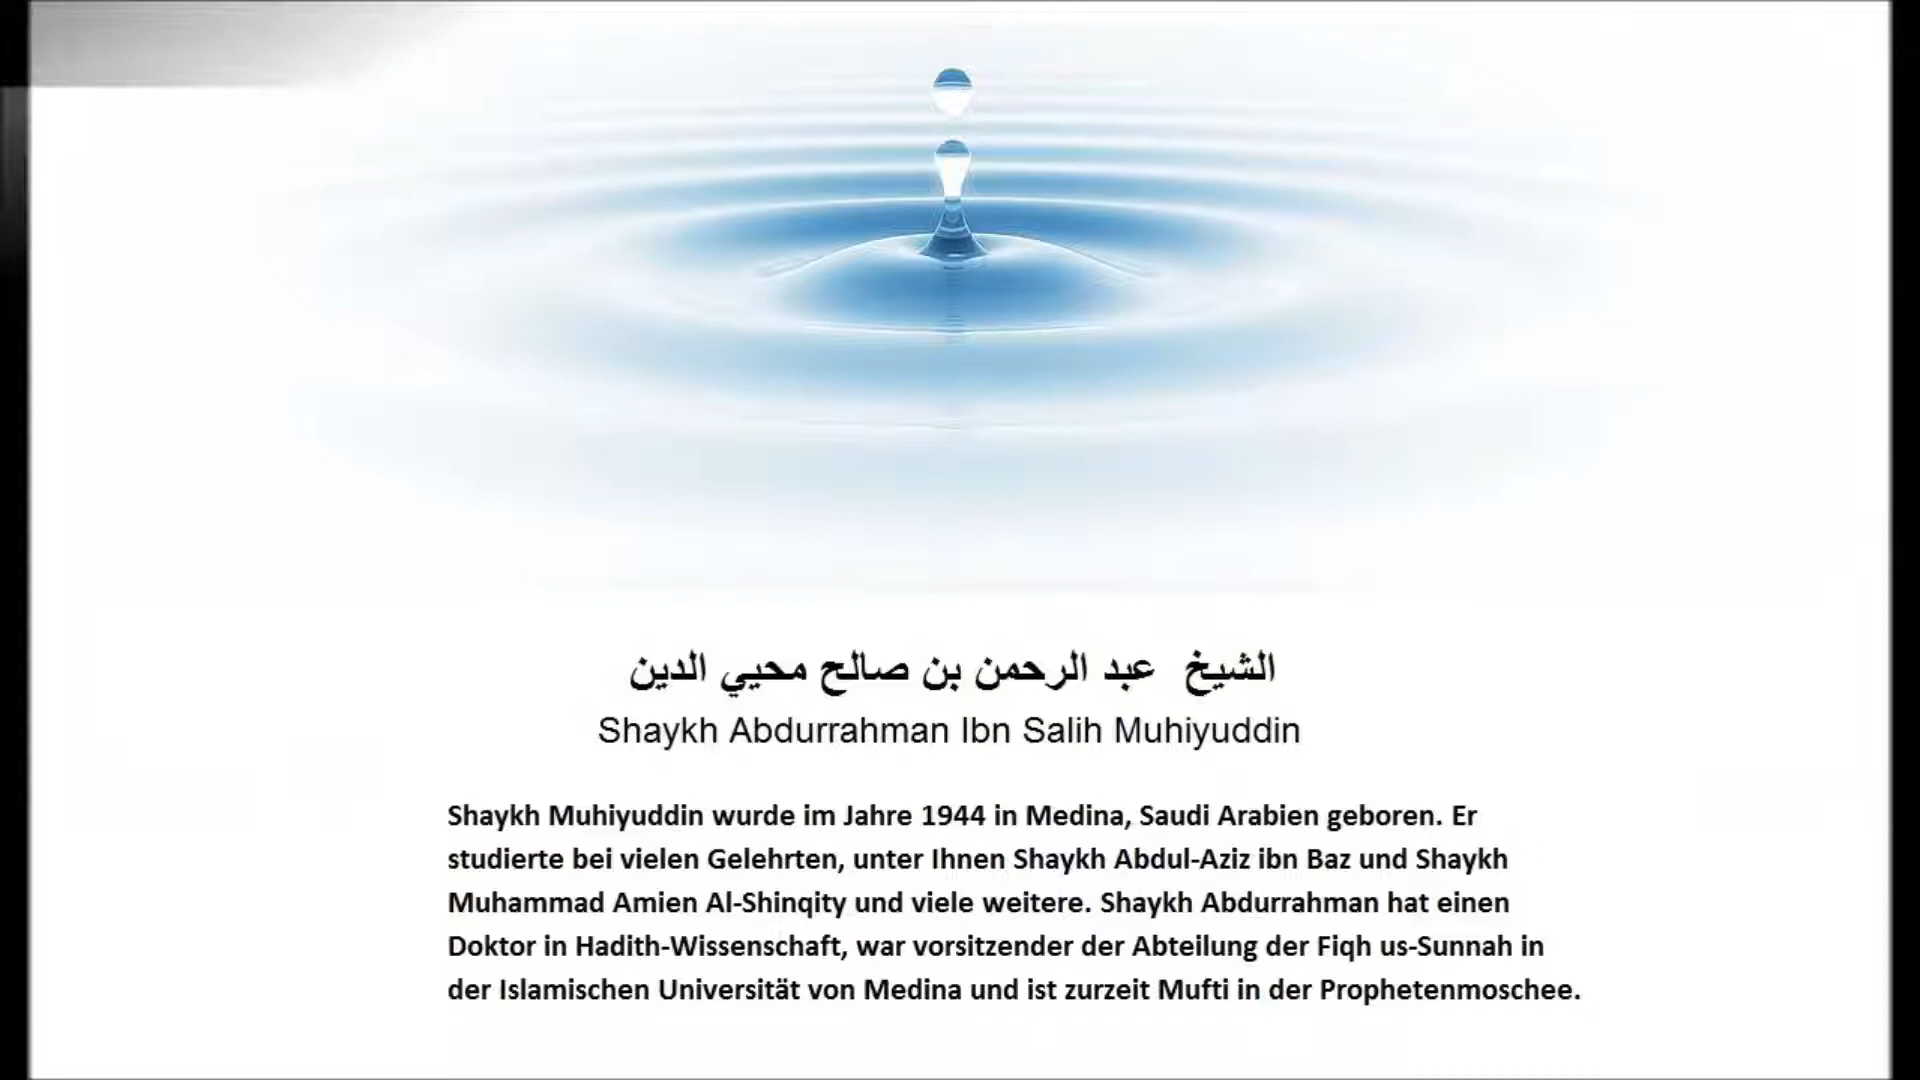 الشيخ عبد الرحمن بن صالح محيي الدين
Shaykh Abdurrahman Ibn Salih Muhiyuddin
Shaykh Muhiyuddin wurde im Jahre 1944 in Medina, Saudi Arabien geboren. Er
studierte bei vielen Gelehrten, unter Ihnen Shaykh Abdul-Aziz ibn Baz und Shaykh
Muhammad Amien Al-Shinqity und viele weitere. Shaykh Abdurrahman hat einen
Doktor in Hadith-Wissenschaft, war vorsitzender der Abteilung der Fiqh us-Sunnah in
der Islamischen Universität von Medina und ist zurzeit Mufti in der Prophetenmoschee.